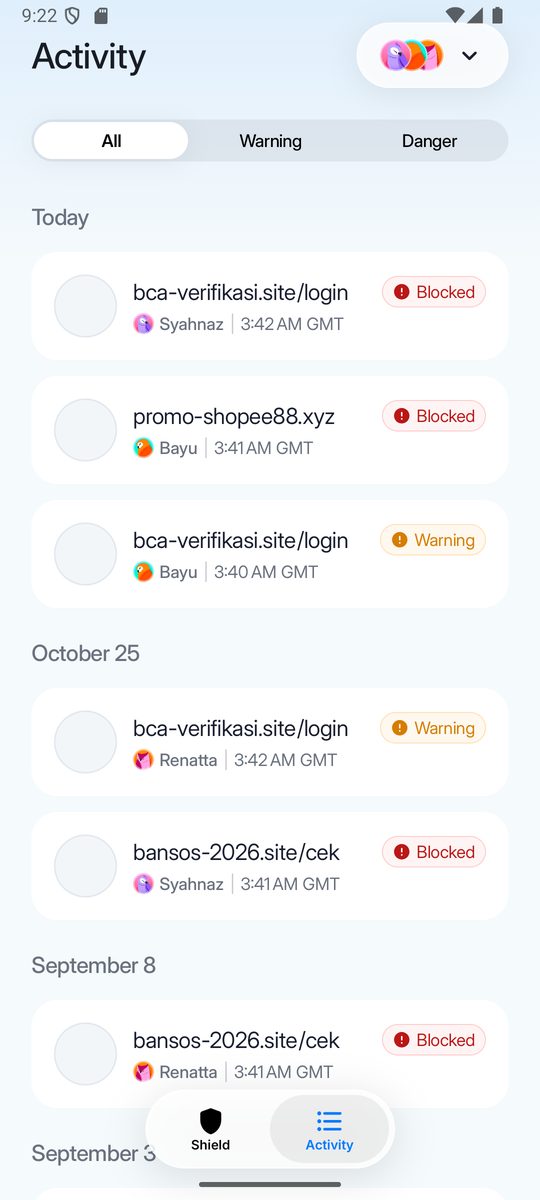 9:22
Activity
All
Warning
Danger
Today
bca-verifikasi.site/login
Blocked
Syahnaz | 3:42 AM GMT
promo-shopee88.xyz
Blocked
Bayu | 3:41 AM GMT
bca-verifikasi.site/login
Warning
Bayu | 3:40 AM GMT
October 25
bca-verifikasi.site/login
Warning
Renatta | 3:42 AM GMT
bansos-2026.site/cek
Blocked
Syahnaz | 3:41 AM GMT
September 8
bansos-2026.site/cek
Blocked
Renatta | 3:41 AM GMT
Shield
Activity
September 3